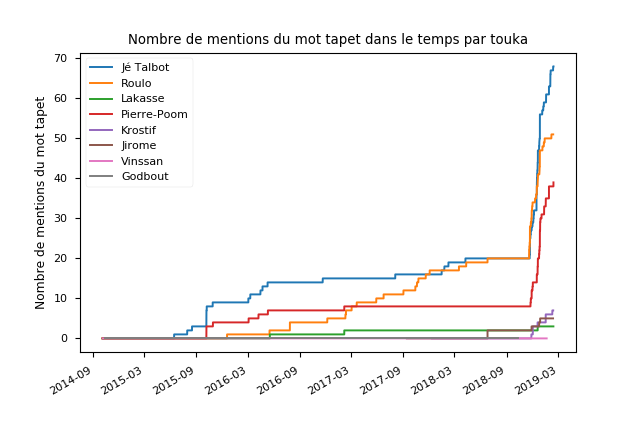 Nombre de mentions du mot tapet dans le temps par touka
Nombre de mentions du mot tapet
70
60
50
40
30
20
10
0
Jé Talbot
Roulo
Lakasse
Pierre-Poom
Krostif
Jirome
Vinssan
Godbout
2014-09
2015-03
2015-09
2016-03
2016-09
2017-03
2017-09
2018-03
2018-09
2019-03